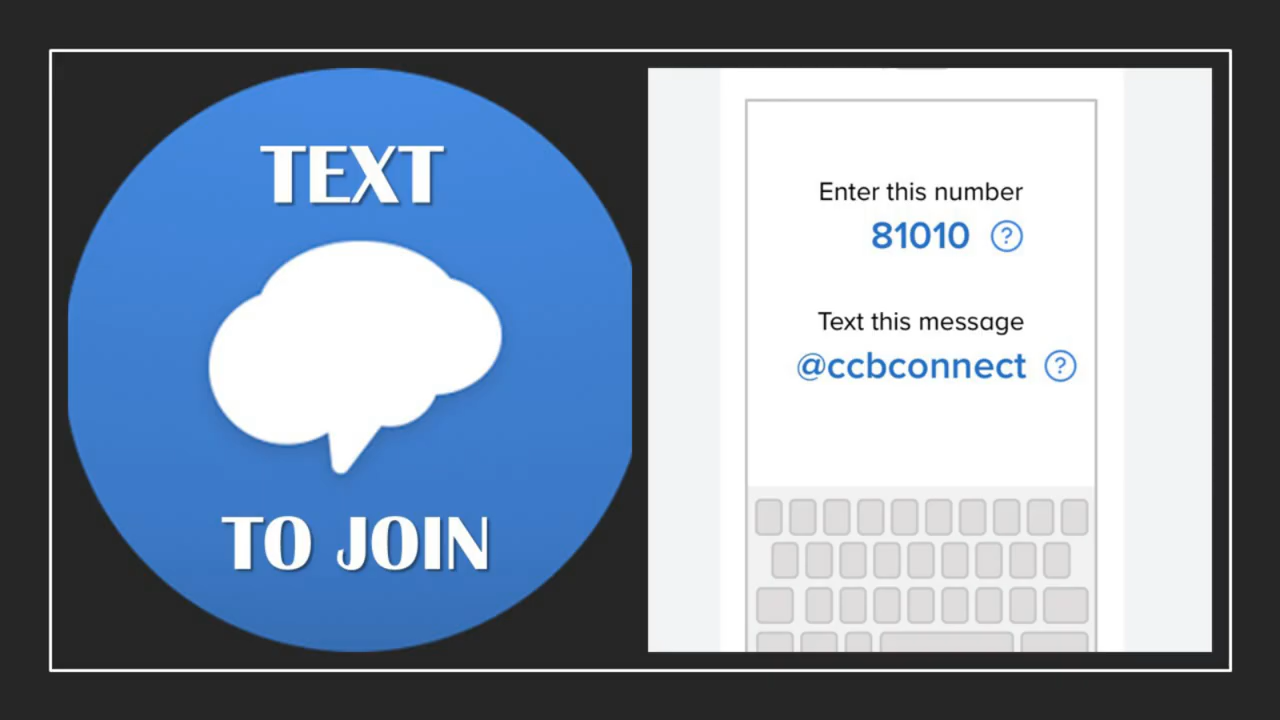 TEXT
TO JOIN
Enter this number
81010 ?
Text this message
@ccbconnect ?